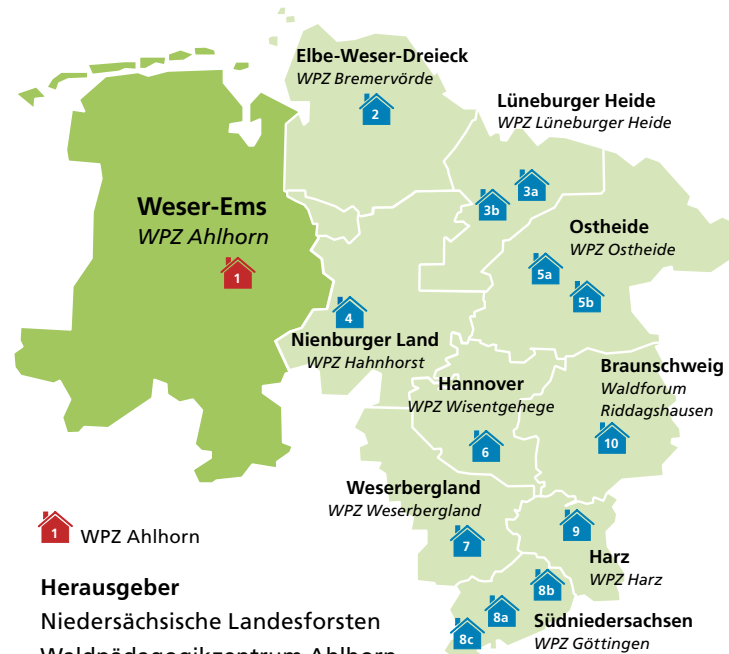 Elbe-Weser-Dreieck
WPZ Bremervörde
2
Lüneburger Heide
WPZ Lüneburger Heide
3a
3b
Weser-Ems
WPZ Ahlhorn
1
Ostheide
WPZ Ostheide
5a
5b
4
Nienburger Land
WPZ Hahnhorst
Hannover
WPZ Wisentgehege
6
Braunschweig
Waldforum
Riddagshausen
10
Weserbergland
WPZ Weserbergland
7
9
Harz
WPZ Harz
8b
8a
8c
Südniedersachsen
WPZ Göttingen
1 WPZ Ahlhorn
Herausgeber
Niedersächsische Landesforsten
Waldpädagogikzentrum Ahlhorn